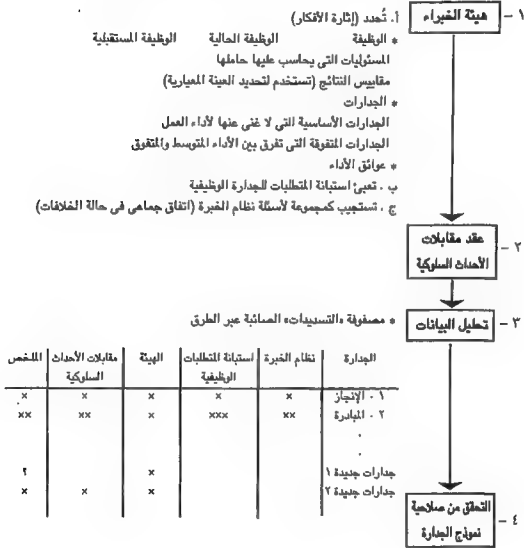 ١ - هيئة الخبراء
أ. تُحدد (إثارة الأفكار)
* الوظيفة الوظيفة الحالية الوظيفة المستقبلية
المسئوليات التى يحاسب عليها حاملها
مقاييس النتائج (تستخدم لتحديد العينة المعيارية)
* الجدارات
الجدارات الأساسية التى لا غنى عنها لأداء العمل
الجدارات المتفوقة التى تفرق بين الأداء المتوسط والمتفوق
* عوائق الأداء
ب . تعبئ استبانة المتطلبات للجدارة الوظيفية
ج . تستجيب كمجموعة لأسئلة نظام الخبرة (اتفاق جماعى فى حالة الخلافات)
٢ - عقد مقابلات
الأحداث السلوكية
٣ - تحليل البيانات
* مصفوفة «التسديدات» الصائبة عبر الطرق
الجدارة | نظام الخبرة | استبانة المتطلبات | الهيئة | مقابلات الأحداث | الملخص
الوظيفية السلوكية
١ - الإنجاز × × × × ×
٢ - المبادرة ×× ××× × ×× ××
.
.
جدارات جديدة ١ × ؟
جدارات جديدة ٢ × × ×
٤ - التحقق من صلاحية
نموذج الجدارة